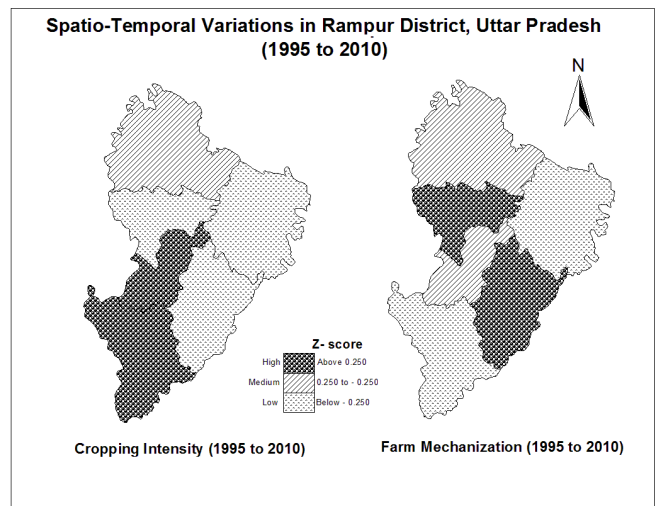 Spatio-Temporal Variations in Rampur District, Uttar Pradesh
(1995 to 2010)
N
Z- score
High Above 0.250
Medium 0.250 to - 0.250
Low Below - 0.250
Cropping Intensity (1995 to 2010)
Farm Mechanization (1995 to 2010)